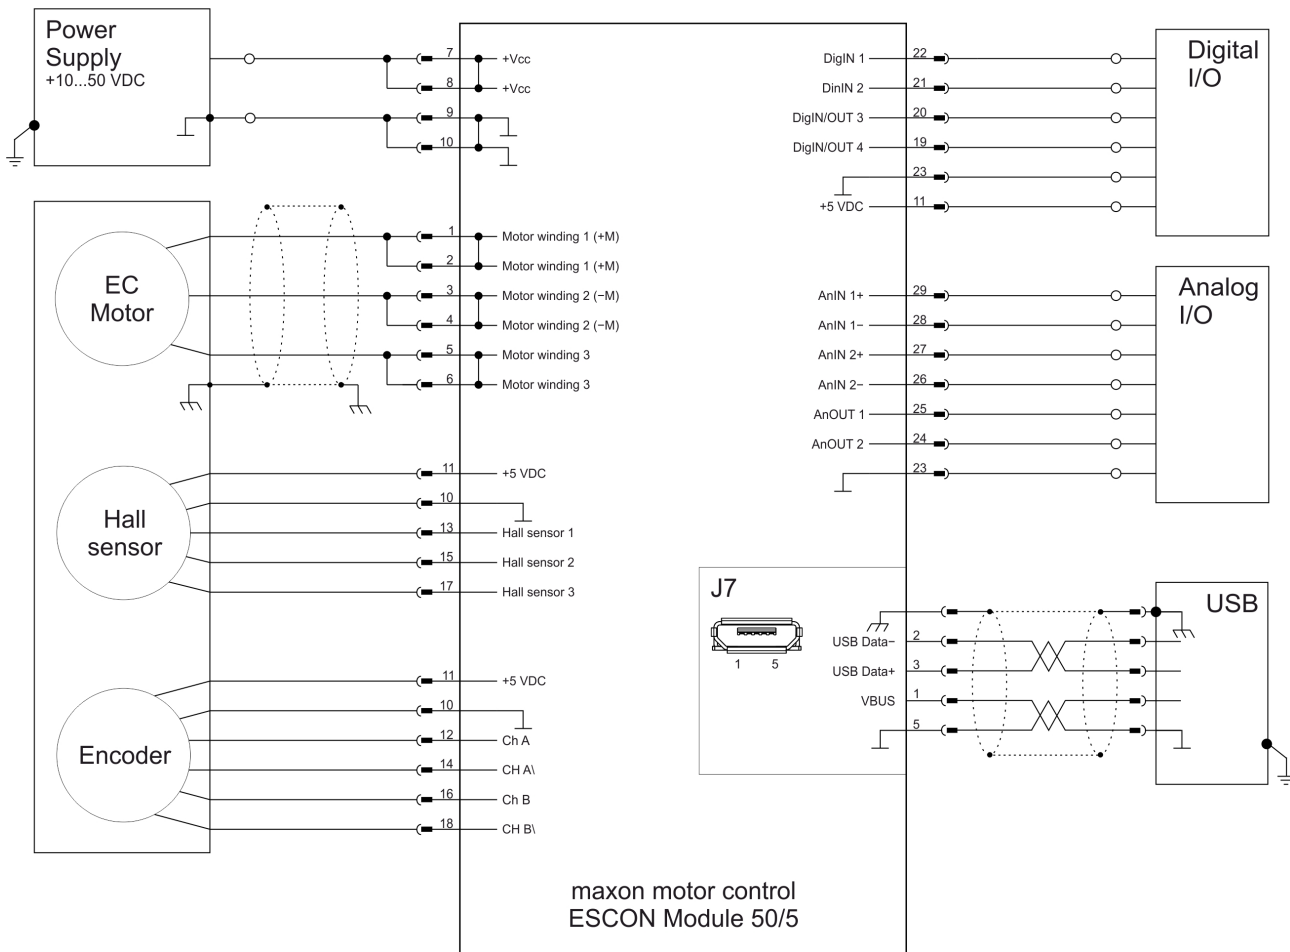 Power
Supply
+10...50 VDC
7 +Vcc
8 +Vcc
9
10
EC
Motor
1 Motor winding 1 (+M)
2 Motor winding 1 (+M)
3 Motor winding 2 (−M)
4 Motor winding 2 (−M)
5 Motor winding 3
6 Motor winding 3
Hall
sensor
11 +5 VDC
10
13 Hall sensor 1
15 Hall sensor 2
17 Hall sensor 3
Encoder
11 +5 VDC
10
12 Ch A
14 CH A\
16 Ch B
18 CH B\
Digital
I/O
DigIN 1 22
DinIN 2 21
DigIN/OUT 3 20
DigIN/OUT 4 19
23
+5 VDC 11
Analog
I/O
AnIN 1+ 29
AnIN 1− 28
AnIN 2+ 27
AnIN 2− 26
AnOUT 1 25
AnOUT 2 24
23
J7
1 5
USB
USB Data− 2
USB Data+ 3
VBUS 1
5
maxon motor control
ESCON Module 50/5